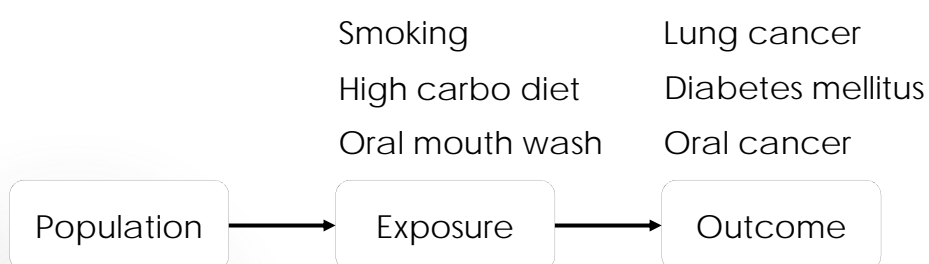 Smoking Lung cancer
High carbo diet Diabetes mellitus
Oral mouth wash Oral cancer
Population Exposure Outcome